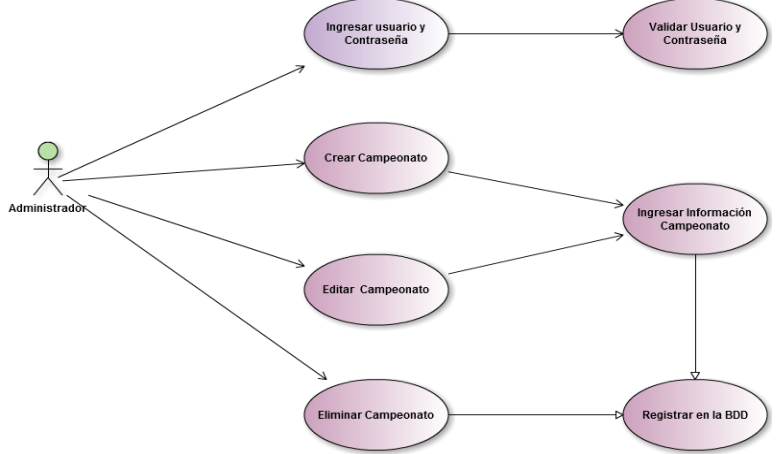 Ingresar usuario y
Contraseña
Validar Usuario y
Contraseña
Crear Campeonato
Administrador
Ingresar Información
Campeonato
Editar Campeonato
Eliminar Campeonato
Registrar en la BDD